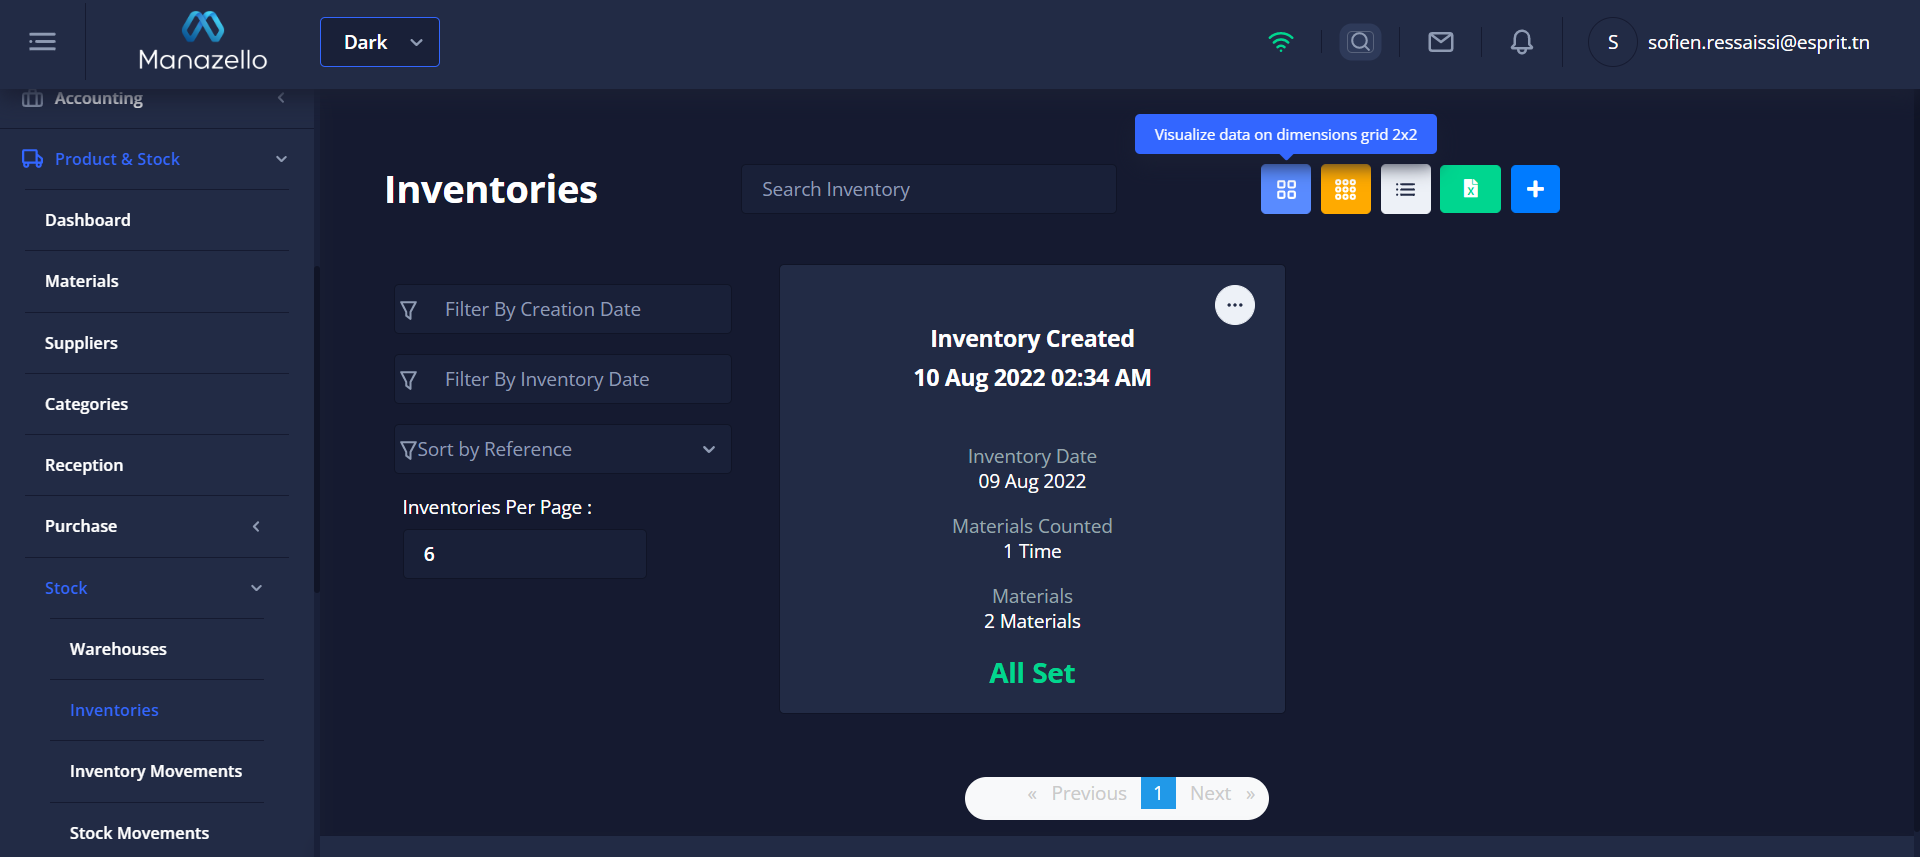 Manazello
Dark
S
sofien.ressaissi@esprit.tn
Accounting
Product & Stock
Dashboard
Materials
Suppliers
Categories
Reception
Purchase
Stock
Warehouses
Inventories
Inventory Movements
Stock Movements
Visualize data on dimensions grid 2x2
Inventories
Search Inventory
Filter By Creation Date
Filter By Inventory Date
Sort by Reference
Inventories Per Page :
6
Inventory Created
10 Aug 2022 02:34 AM
Inventory Date
09 Aug 2022
Materials Counted
1 Time
Materials
2 Materials
All Set
« Previous 1 Next »